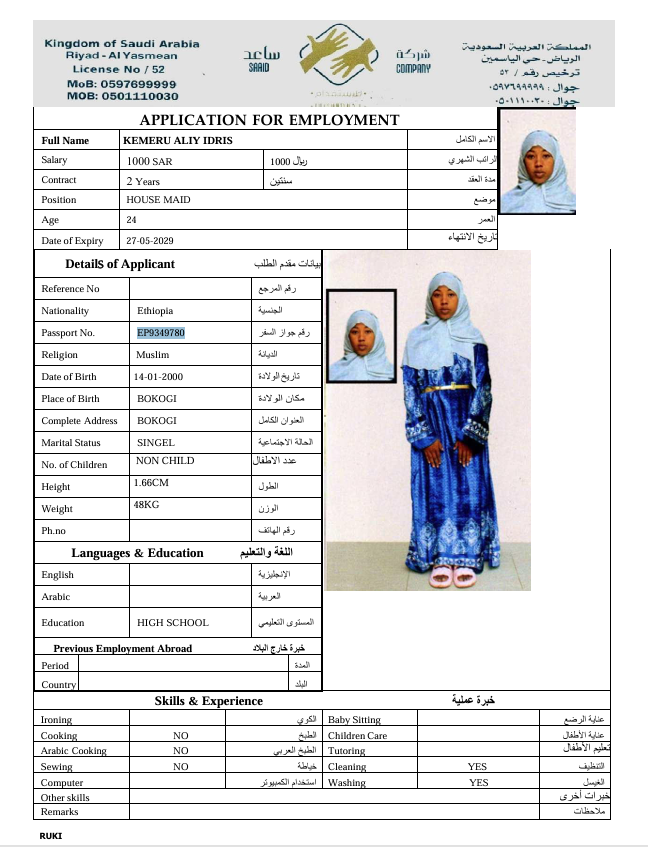 Kingdom of Saudi Arabia
Riyad - Al Yasmean
License No / 52
MoB: 0597699999
MOB: 0501110030
ساعد
SAAID
شركة
COMPANY
المملكة العربية السعودية
الرياض-حى الياسمين
ترخيص رقم / ٥٢
جوال : ٠٥٩٧٦٩٩٩٩٩
جوال : ٠٥٠١١١٠٠٣٠
APPLICATION FOR EMPLOYMENT
Full Name KEMERU ALIY IDRIS الاسم الكامل
Salary 1000 SAR 1000 ريال الراتب الشهري
Contract 2 Years سنتين مدة العقد
Position HOUSE MAID موضع
Age 24 العمر
Date of Expiry 27-05-2029 تاريخ الانتهاء
Details of Applicant بيانات مقدم الطلب
Reference No رقم المرجع
Nationality Ethiopia الجنسية
Passport No. EP9349780 رقم جواز السفر
Religion Muslim الديانة
Date of Birth 14-01-2000 تاريخ الولادة
Place of Birth BOKOGI مكان الولادة
Complete Address BOKOGI العنوان الكامل
Marital Status SINGEL الحالة الاجتماعية
No. of Children NON CHILD عدد الاطفال
Height 1.66CM الطول
Weight 48KG الوزن
Ph.no رقم الهاتف
Languages & Education اللغة والتعليم
English الإنجليزية
Arabic العربية
Education HIGH SCHOOL المستوى التعليمي
Previous Employment Abroad خبرة خارج البلاد
Period المدة
Country البلد
Skills & Experience خبرة عملية
Ironing الكوي Baby Sitting عناية الرضع
Cooking NO الطبخ Children Care عناية الأطفال
Arabic Cooking NO الطبخ العربي Tutoring تعليم الأطفال
Sewing NO خياطة Cleaning YES التنظيف
Computer استخدام الكمبيوتر Washing YES الغيسل
Other skills خبرات أخرى
Remarks ملاحظات
RUKI